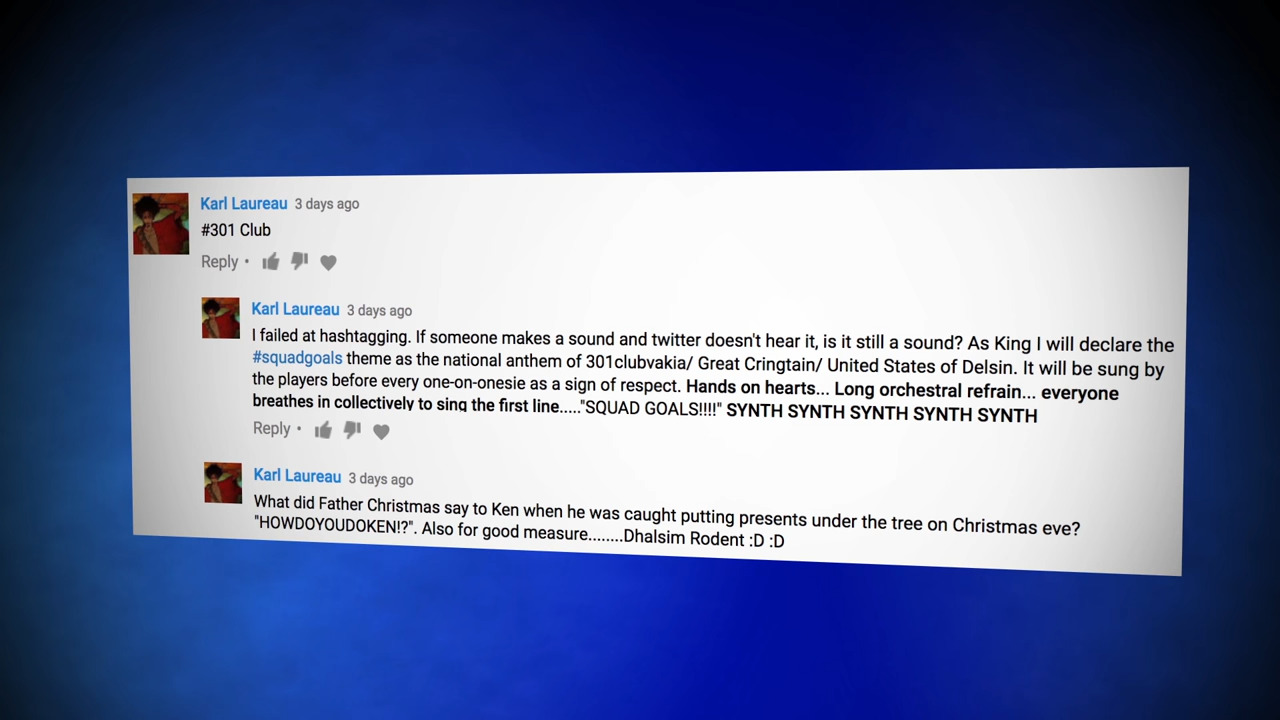 Karl Laureau 3 days ago
#301 Club
Reply •
Karl Laureau 3 days ago
I failed at hashtagging. If someone makes a sound and twitter doesn't hear it, is it still a sound? As King I will declare the
#squadgoals theme as the national anthem of 301clubvakia/ Great Cringtain/ United States of Delsin. It will be sung by
the players before every one-on-onesie as a sign of respect. Hands on hearts... Long orchestral refrain... everyone
breathes in collectively to sing the first line....."SQUAD GOALS!!!!" SYNTH SYNTH SYNTH SYNTH SYNTH
Reply •
Karl Laureau 3 days ago
What did Father Christmas say to Ken when he was caught putting presents under the tree on Christmas eve?
"HOWDOYOUDOKEN!?". Also for good measure........Dhalsim Rodent :D :D